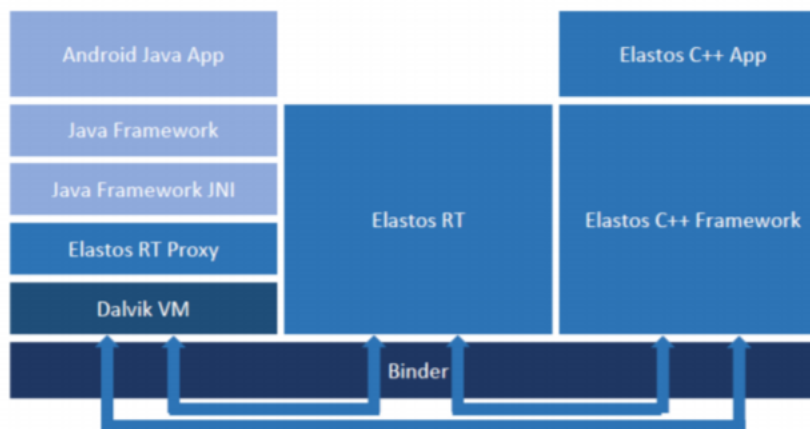 Android Java App
Java Framework
Java Framework JNI
Elastos RT Proxy
Dalvik VM
Elastos RT
Elastos C++ App
Elastos C++ Framework
Binder